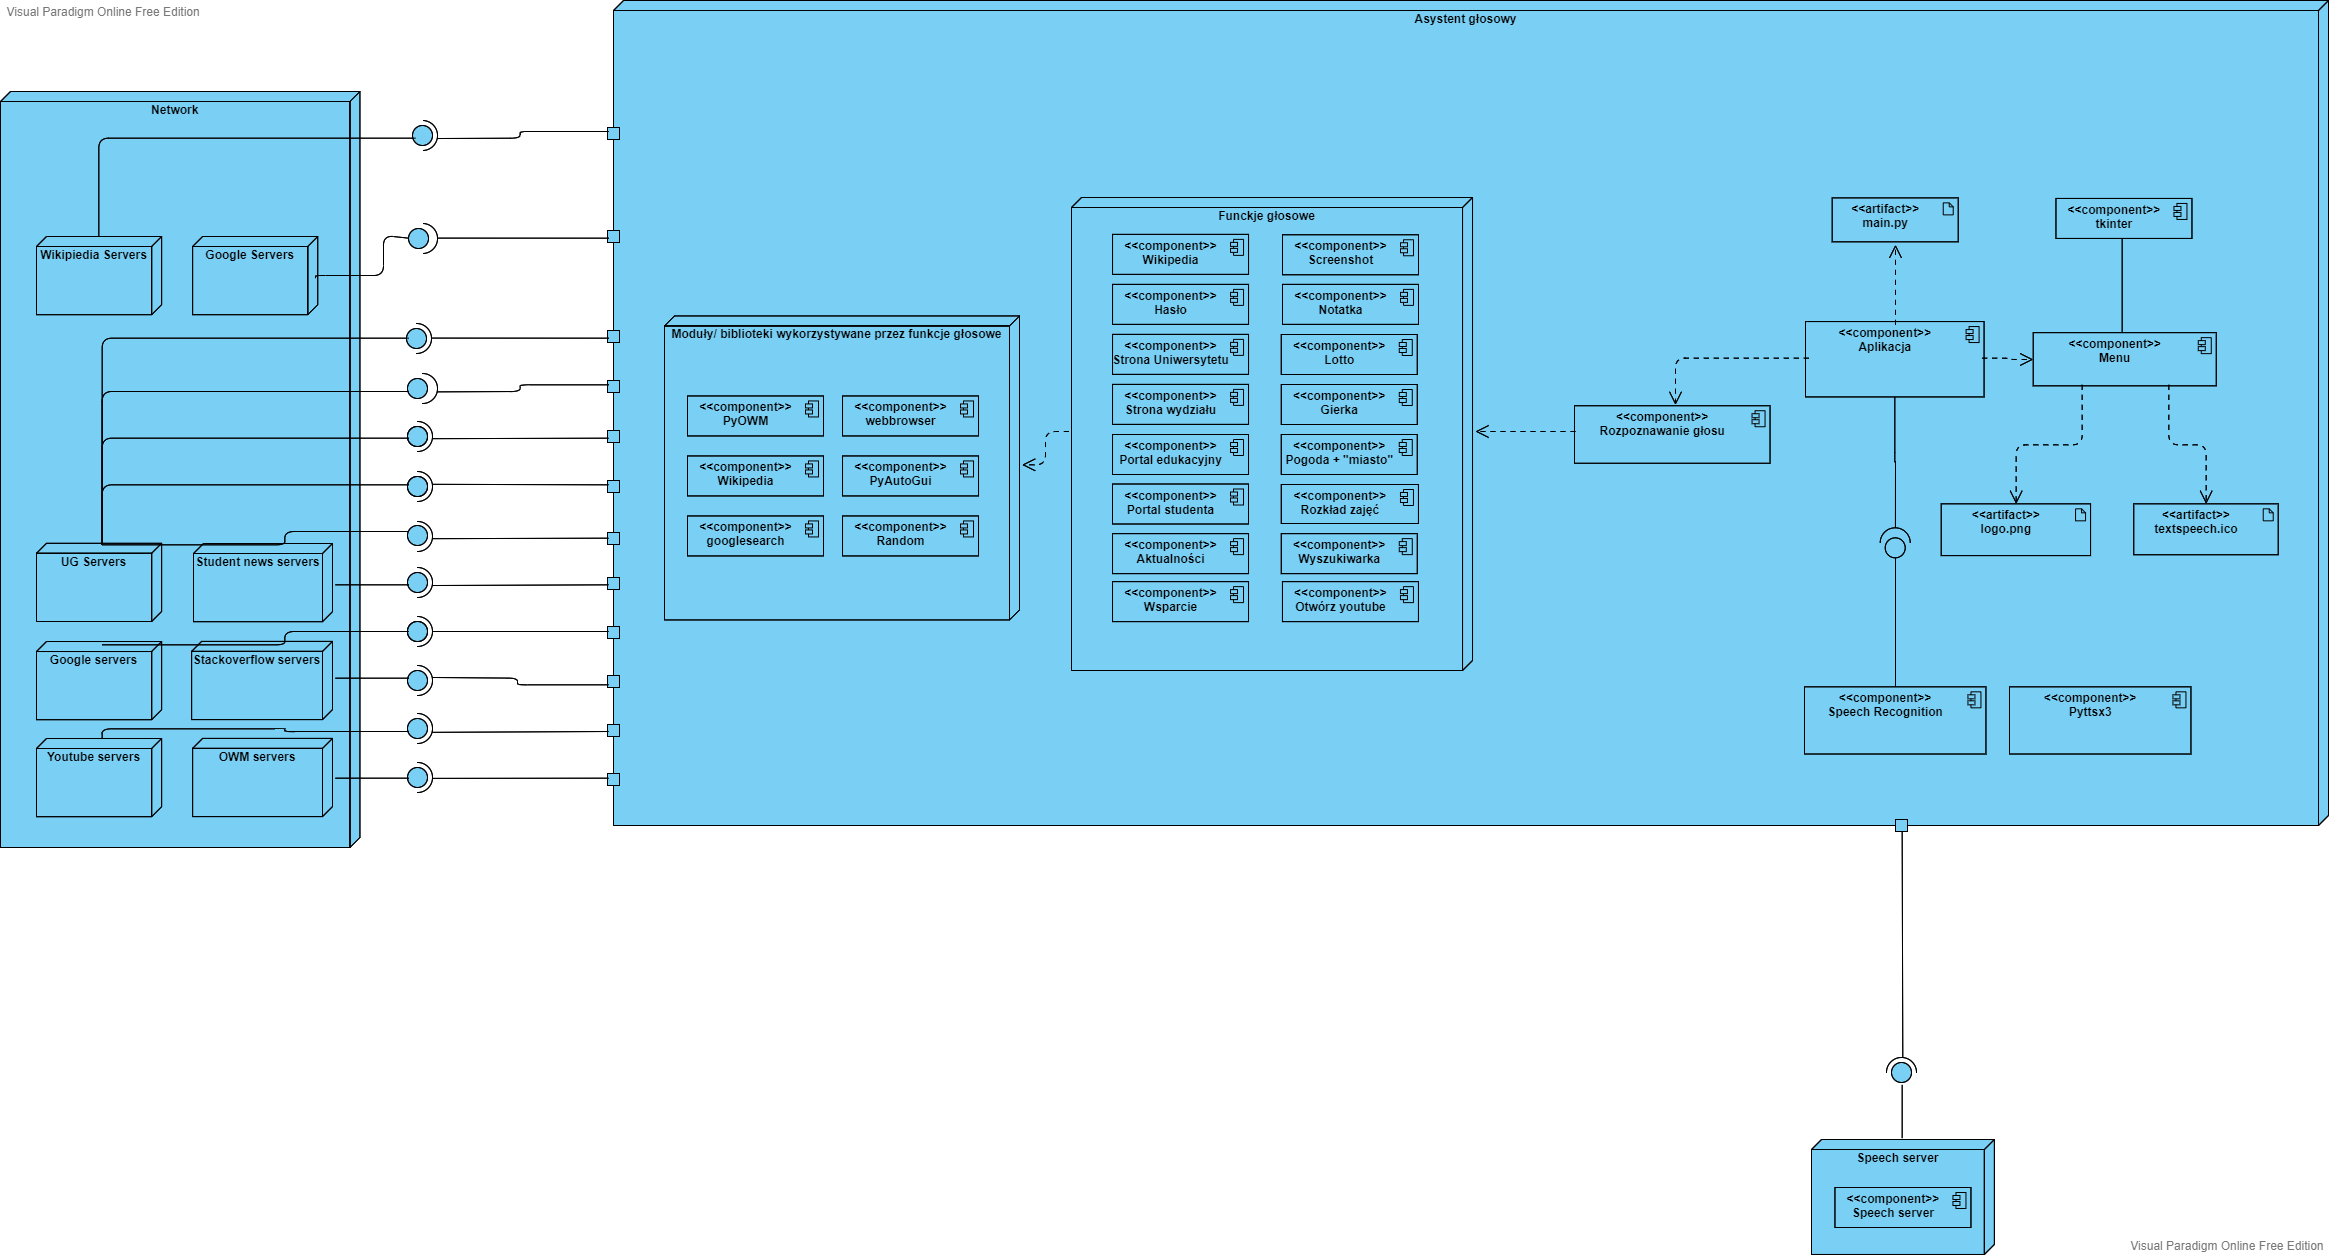 Visual Paradigm Online Free Edition
Asystent głosowy
Network
Wikipiedia Servers
Google Servers
UG Servers
Student news servers
Google servers
Stackoverflow servers
Youtube servers
OWM servers
Moduły/ biblioteki wykorzystywane przez funkcje głosowe
<<component>>
PyOWM
<<component>>
webbrowser
<<component>>
Wikipedia
<<component>>
PyAutoGui
<<component>>
googlesearch
<<component>>
Random
Funckje głosowe
<<component>>
Wikipedia
<<component>>
Screenshot
<<component>>
Hasło
<<component>>
Notatka
<<component>>
Strona Uniwersytetu
<<component>>
Lotto
<<component>>
Strona wydziału
<<component>>
Gierka
<<component>>
Portal edukacyjny
<<component>>
Pogoda + "miasto"
<<component>>
Portal studenta
<<component>>
Rozkład zajęć
<<component>>
Aktualności
<<component>>
Wyszukiwarka
<<component>>
Wsparcie
<<component>>
Otwórz youtube
<<component>>
Rozpoznawanie głosu
<<artifact>>
main.py
<<component>>
tkinter
<<component>>
Aplikacja
<<component>>
Menu
<<artifact>>
logo.png
<<artifact>>
textspeech.ico
<<component>>
Speech Recognition
<<component>>
Pyttsx3
Speech server
<<component>>
Speech server
Visual Paradigm Online Free Edition